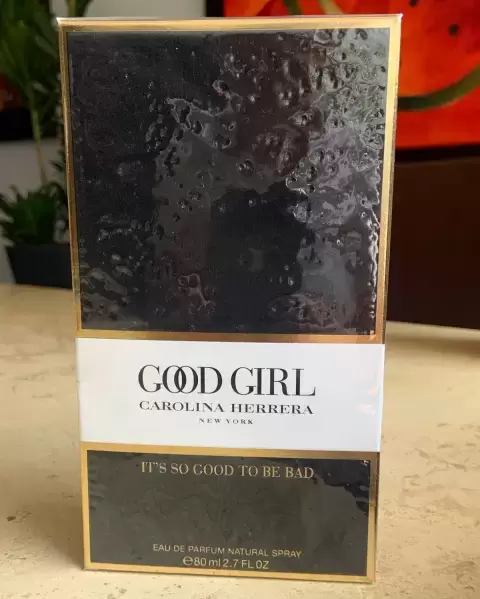 GOOD GIRL
CAROLINA HERRERA
NEW YORK
IT'S SO GOOD TO BE BAD
EAU DE PARFUM NATURAL SPRAY
℮80 ml 2.7 FL OZ